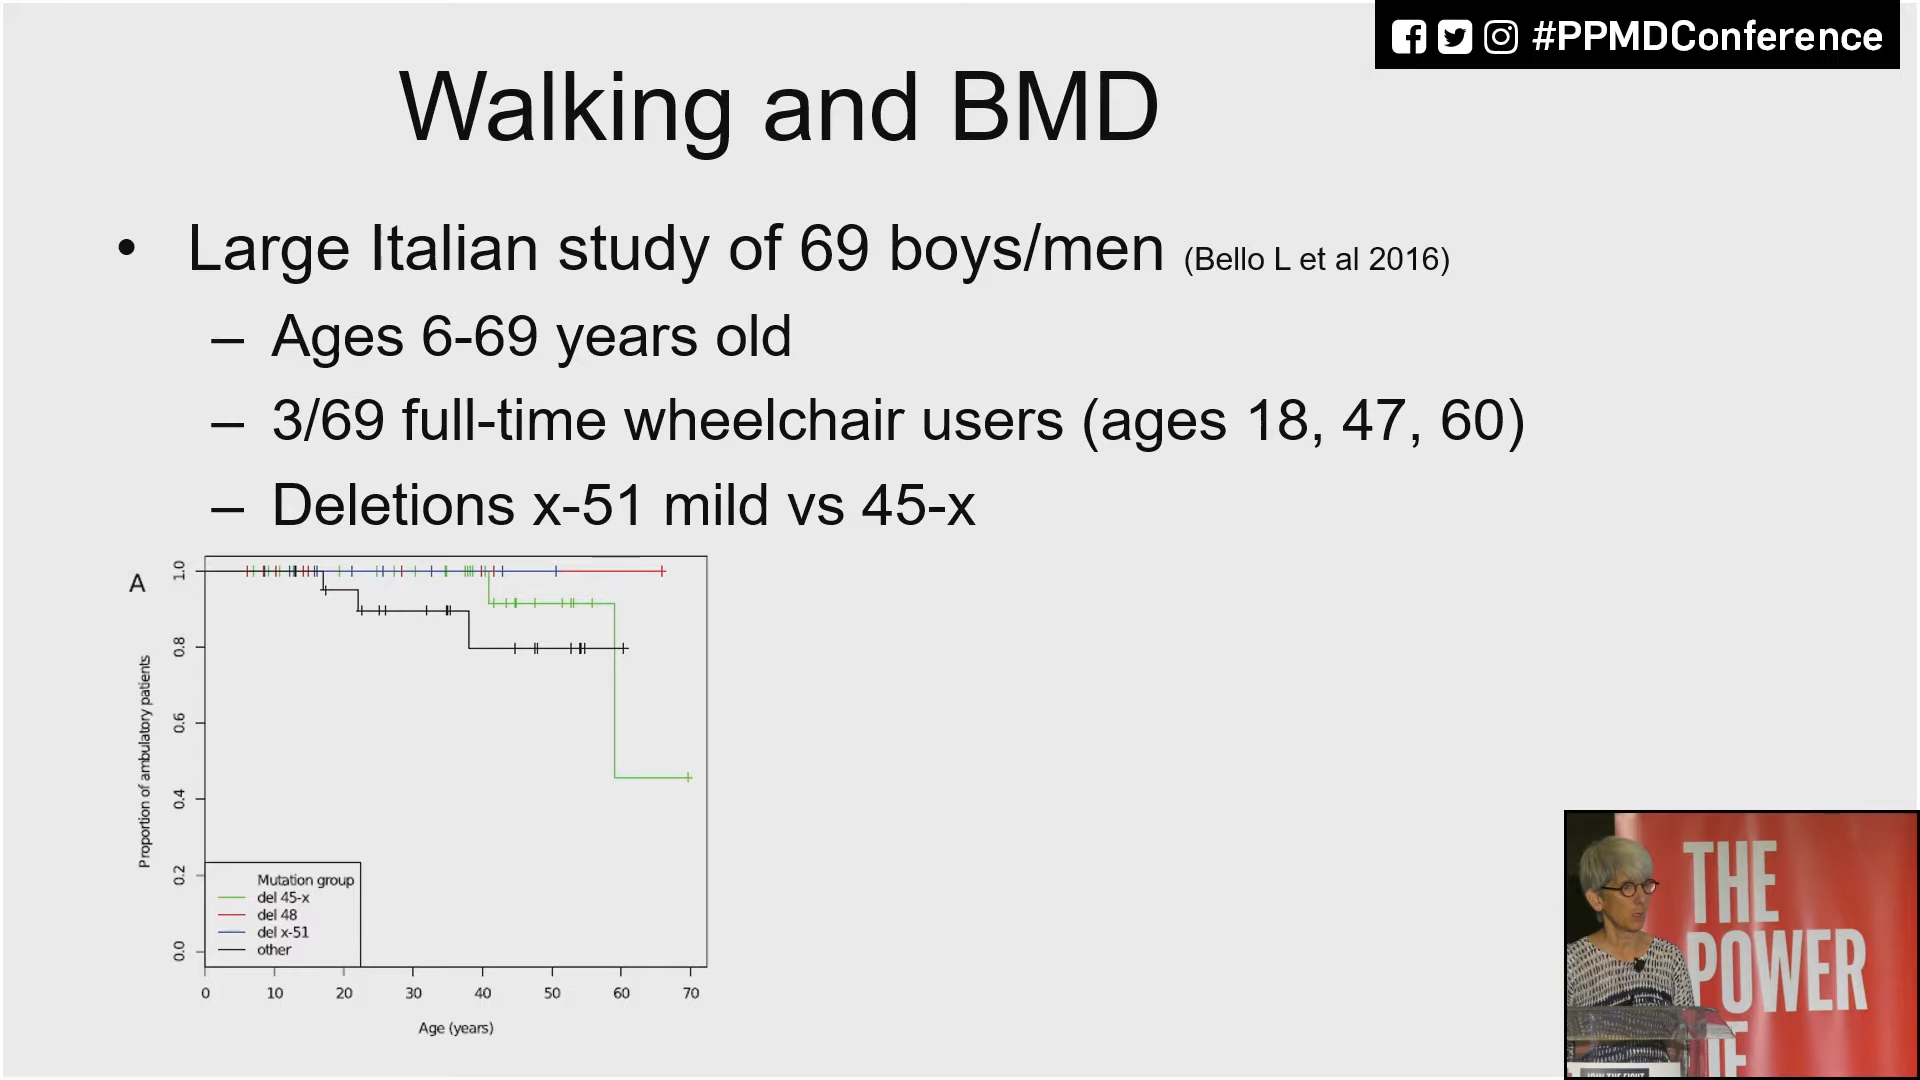 #PPMDConference
Walking and BMD
• Large Italian study of 69 boys/men (Bello L et al 2016)
– Ages 6-69 years old
– 3/69 full-time wheelchair users (ages 18, 47, 60)
– Deletions x-51 mild vs 45-x
A
Proportion of ambulatory patients
1.0
0.8
0.6
0.4
0.2
0.0
Mutation group
del 45-x
del 48
del x-51
other
0 10 20 30 40 50 60 70
Age (years)
THE
POWER
JOIN THE FIGHT